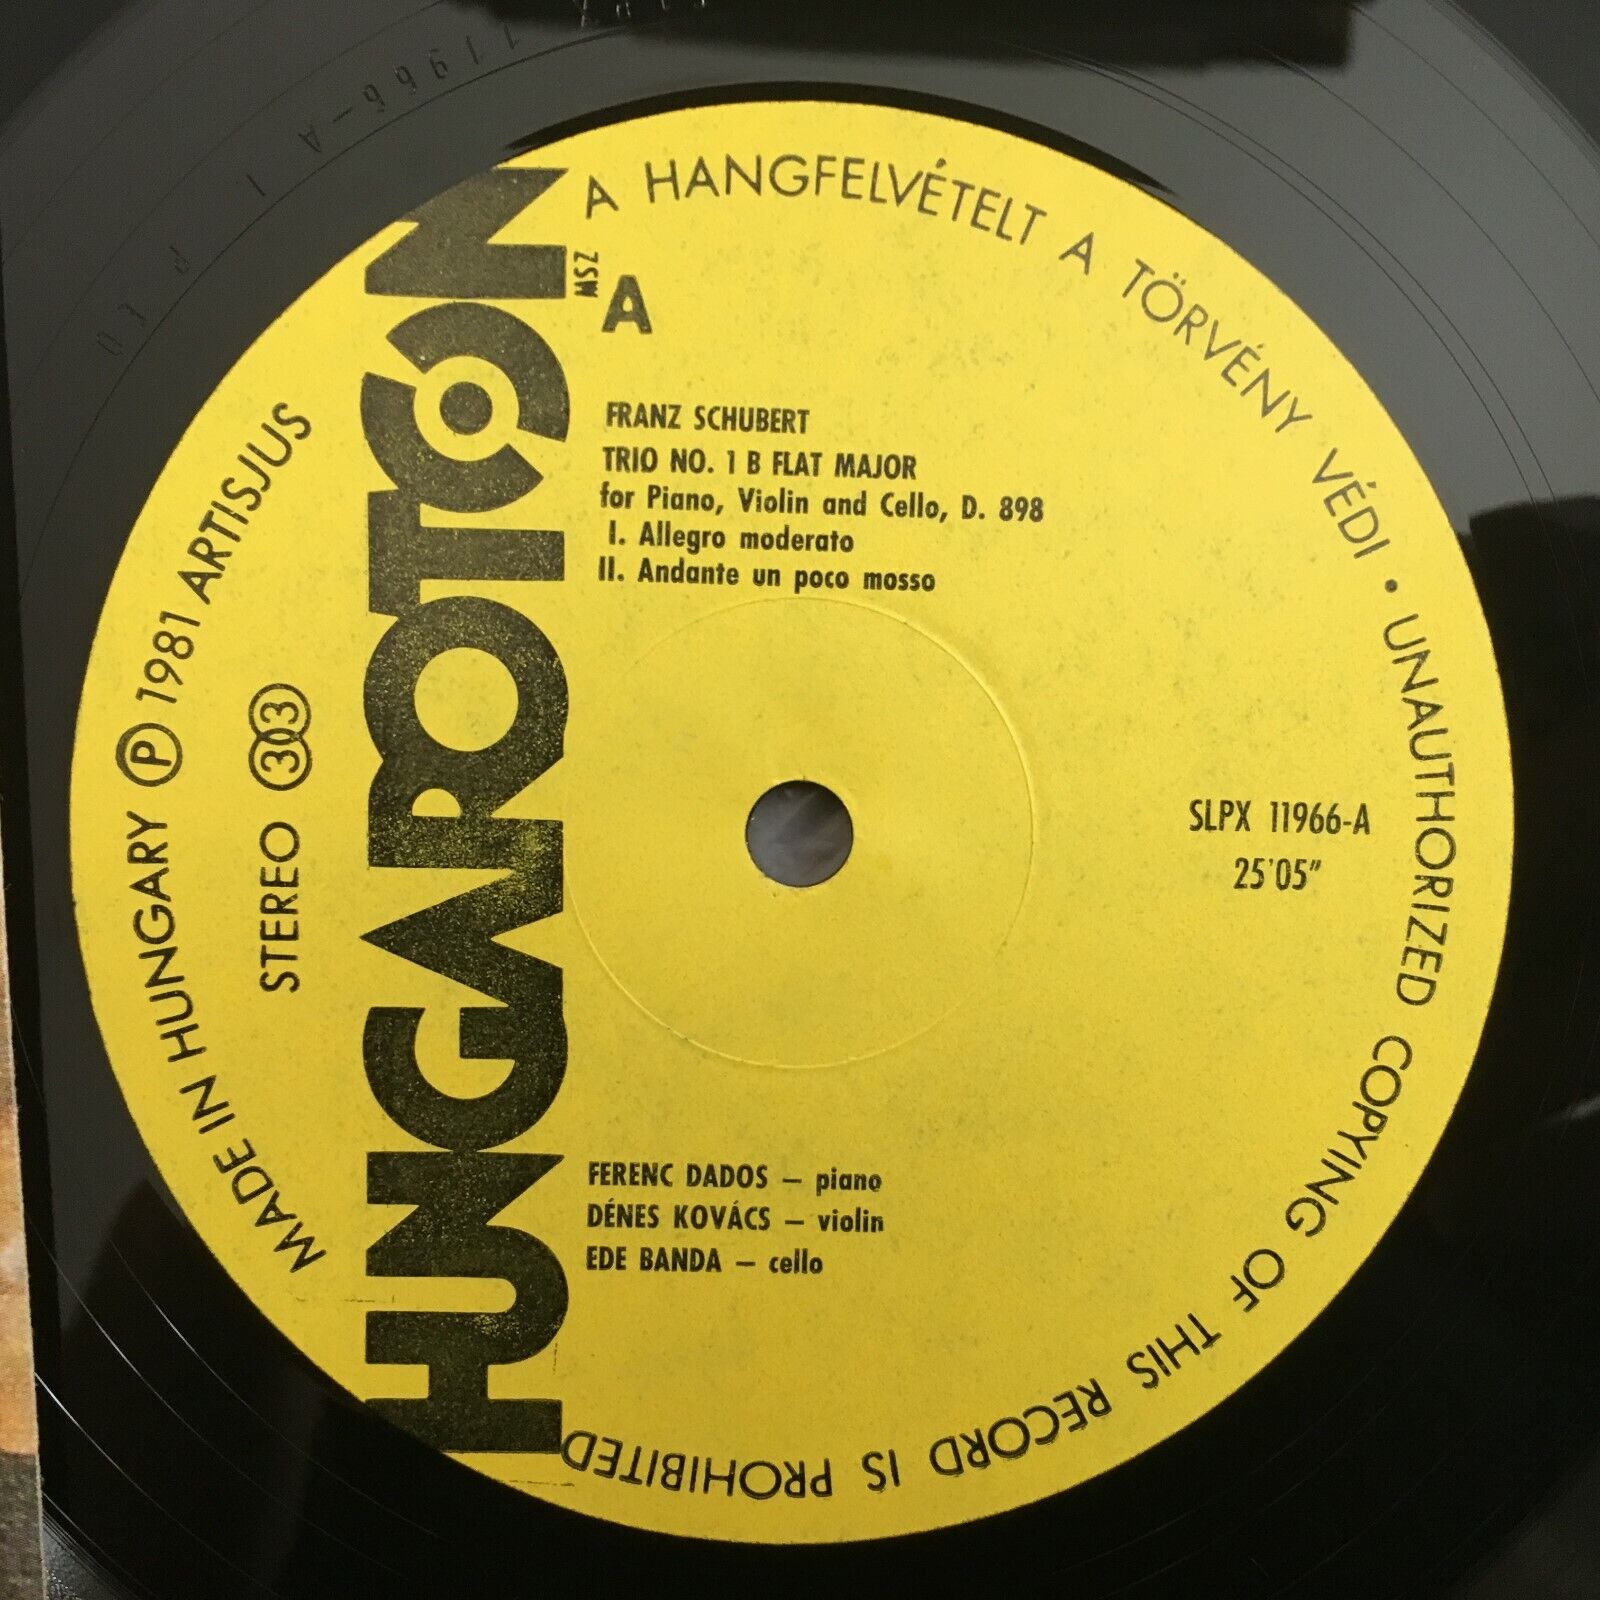 A HANGFELVÉTELT A TÖRVÉNY VÉDI • UNAUTHORIZED COPYING OF THIS RECORD IS PROHIBITED
MADE IN HUNGARY Ⓟ 1981 ARTISJUS
STEREO 303
HUNGAROTON
MSZ
A
FRANZ SCHUBERT
TRIO NO. 1 B FLAT MAJOR
for Piano, Violin and Cello, D. 898
I. Allegro moderato
II. Andante un poco mosso
SLPX 11966-A
25'05"
FERENC DADOS — piano
DÉNES KOVÁCS — violin
EDE BANDA — cello
11966-A